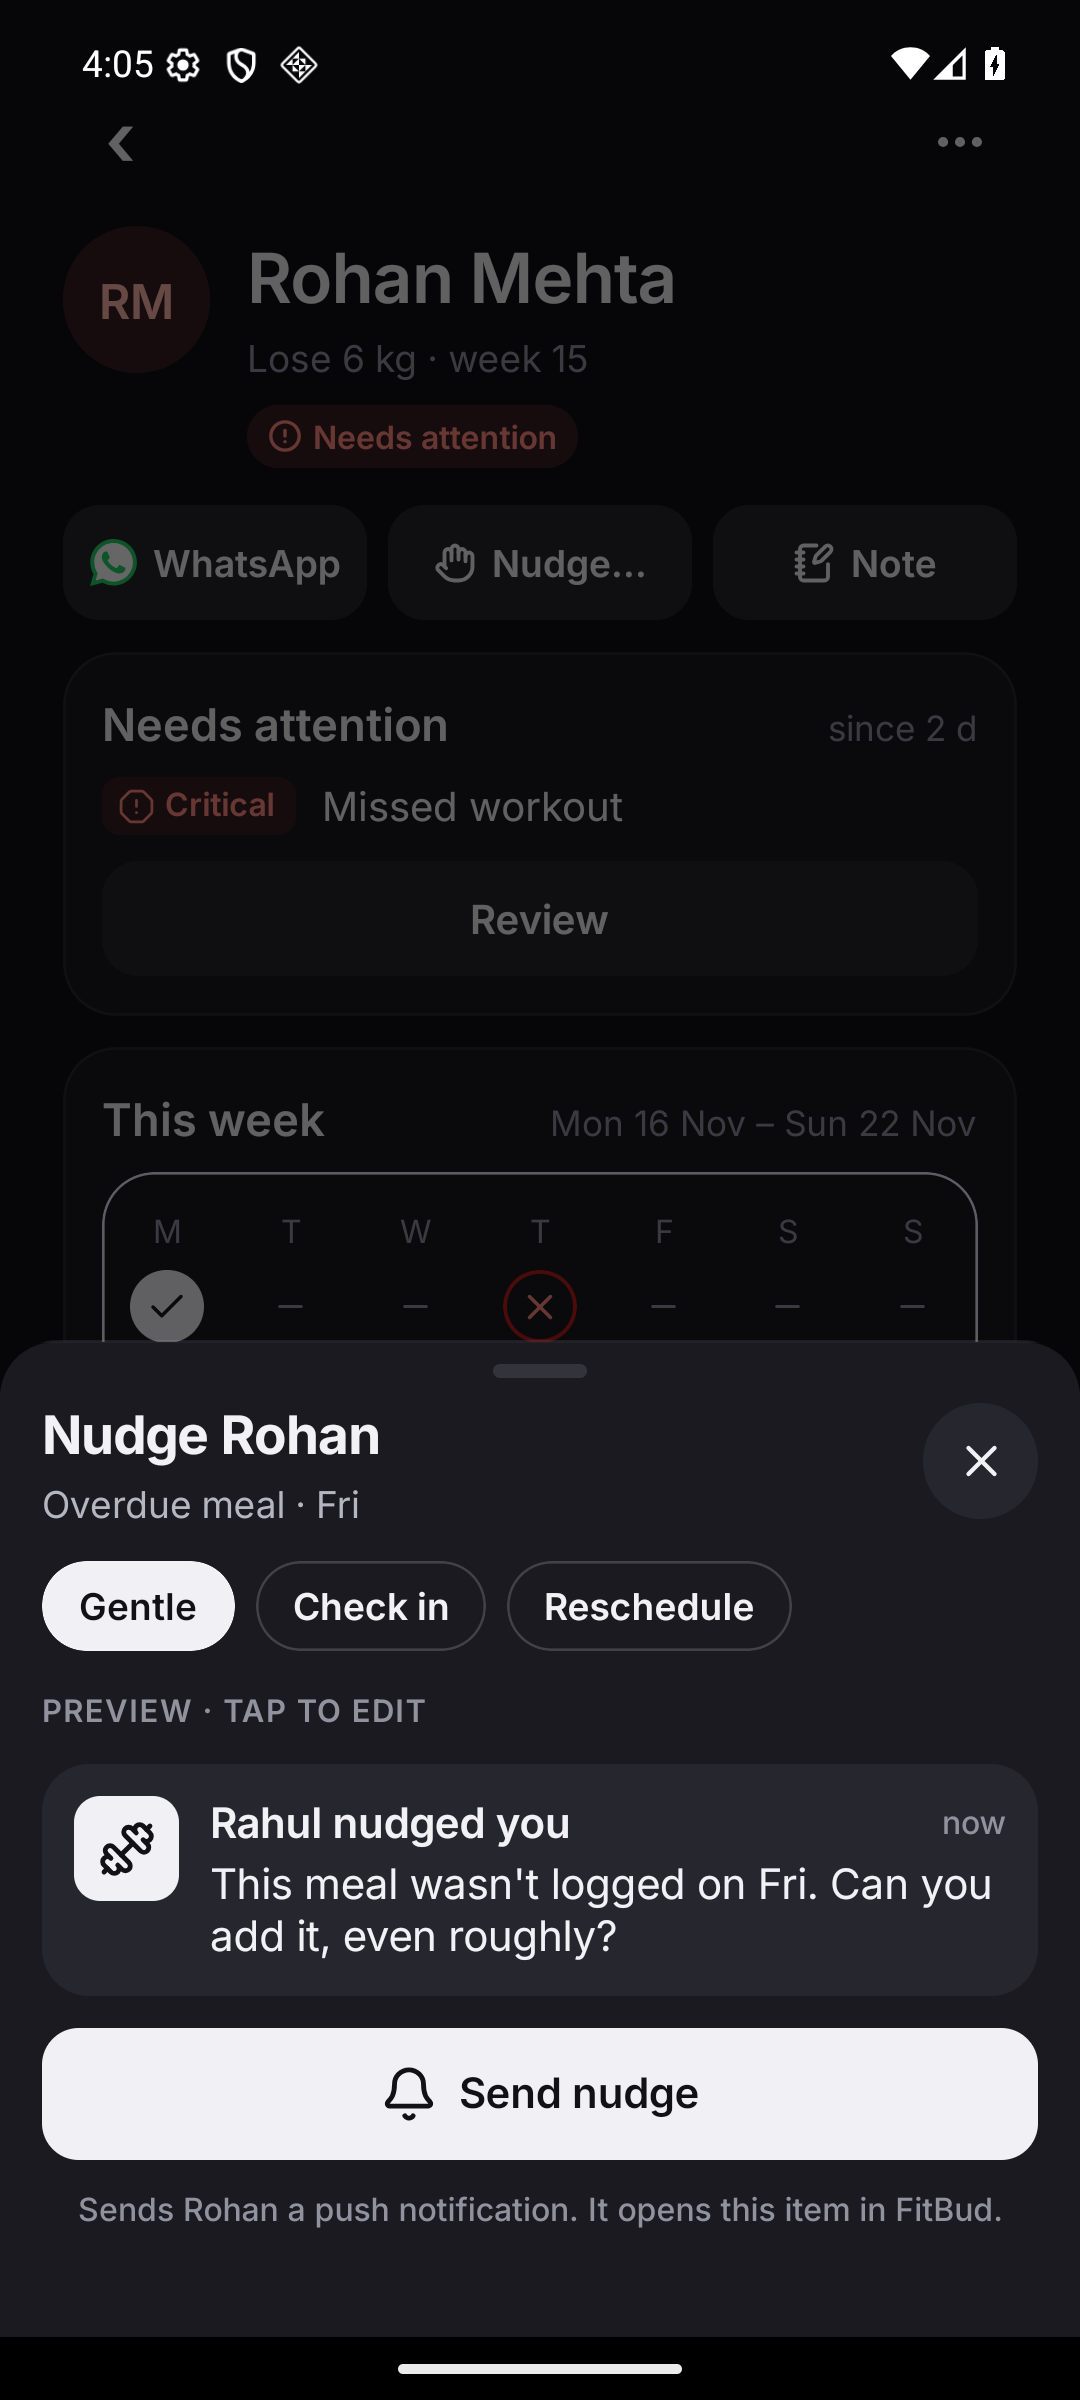 4:05
RM
Rohan Mehta
Lose 6 kg · week 15
Needs attention
WhatsApp
Nudge...
Note
Needs attention
since 2 d
Critical
Missed workout
Review
This week
Mon 16 Nov – Sun 22 Nov
M T W T F S S
Nudge Rohan
Overdue meal · Fri
Gentle
Check in
Reschedule
PREVIEW · TAP TO EDIT
Rahul nudged you
now
This meal wasn't logged on Fri. Can you
add it, even roughly?
Send nudge
Sends Rohan a push notification. It opens this item in FitBud.